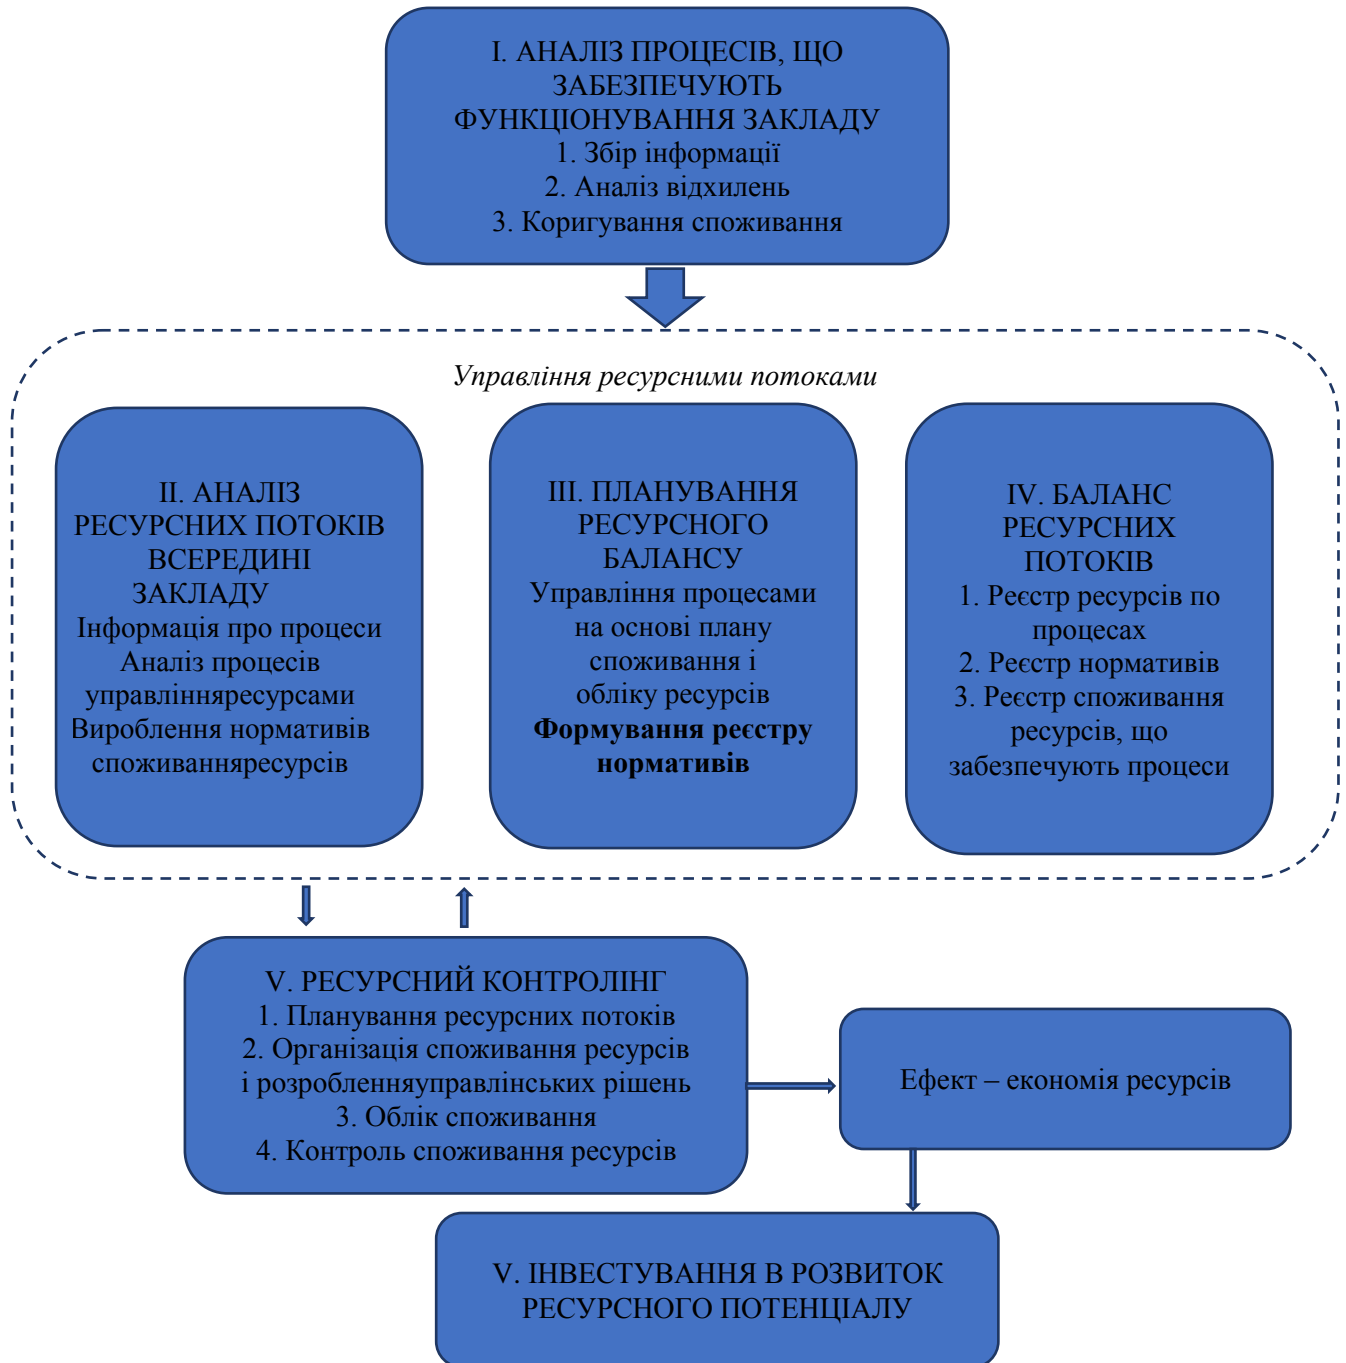 І. АНАЛІЗ ПРОЦЕСІВ, ЩО
ЗАБЕЗПЕЧУЮТЬ
ФУНКЦІОНУВАННЯ ЗАКЛАДУ
1. Збір інформації
2. Аналіз відхилень
3. Коригування споживання
Управління ресурсними потоками
ІІ. АНАЛІЗ
РЕСУРСНИХ ПОТОКІВ
ВСЕРЕДИНІ
ЗАКЛАДУ
Інформація про процеси
Аналіз процесів
управлінняресурсами
Вироблення нормативів
споживанняресурсів
ІІІ. ПЛАНУВАННЯ
РЕСУРСНОГО
БАЛАНСУ
Управління процесами
на основі плану
споживання і
обліку ресурсів
Формування реєстру
нормативів
IV. БАЛАНС
РЕСУРСНИХ
ПОТОКІВ
1. Реєстр ресурсів по
процесах
2. Реєстр нормативів
3. Реєстр споживання
ресурсів, що
забезпечують процеси
V. РЕСУРСНИЙ КОНТРОЛІНГ
1. Планування ресурсних потоків
2. Організація споживання ресурсів
і розробленняуправлінських рішень
3. Облік споживання
4. Контроль споживання ресурсів
Ефект – економія ресурсів
V. ІНВЕСТУВАННЯ В РОЗВИТОК
РЕСУРСНОГО ПОТЕНЦІАЛУ